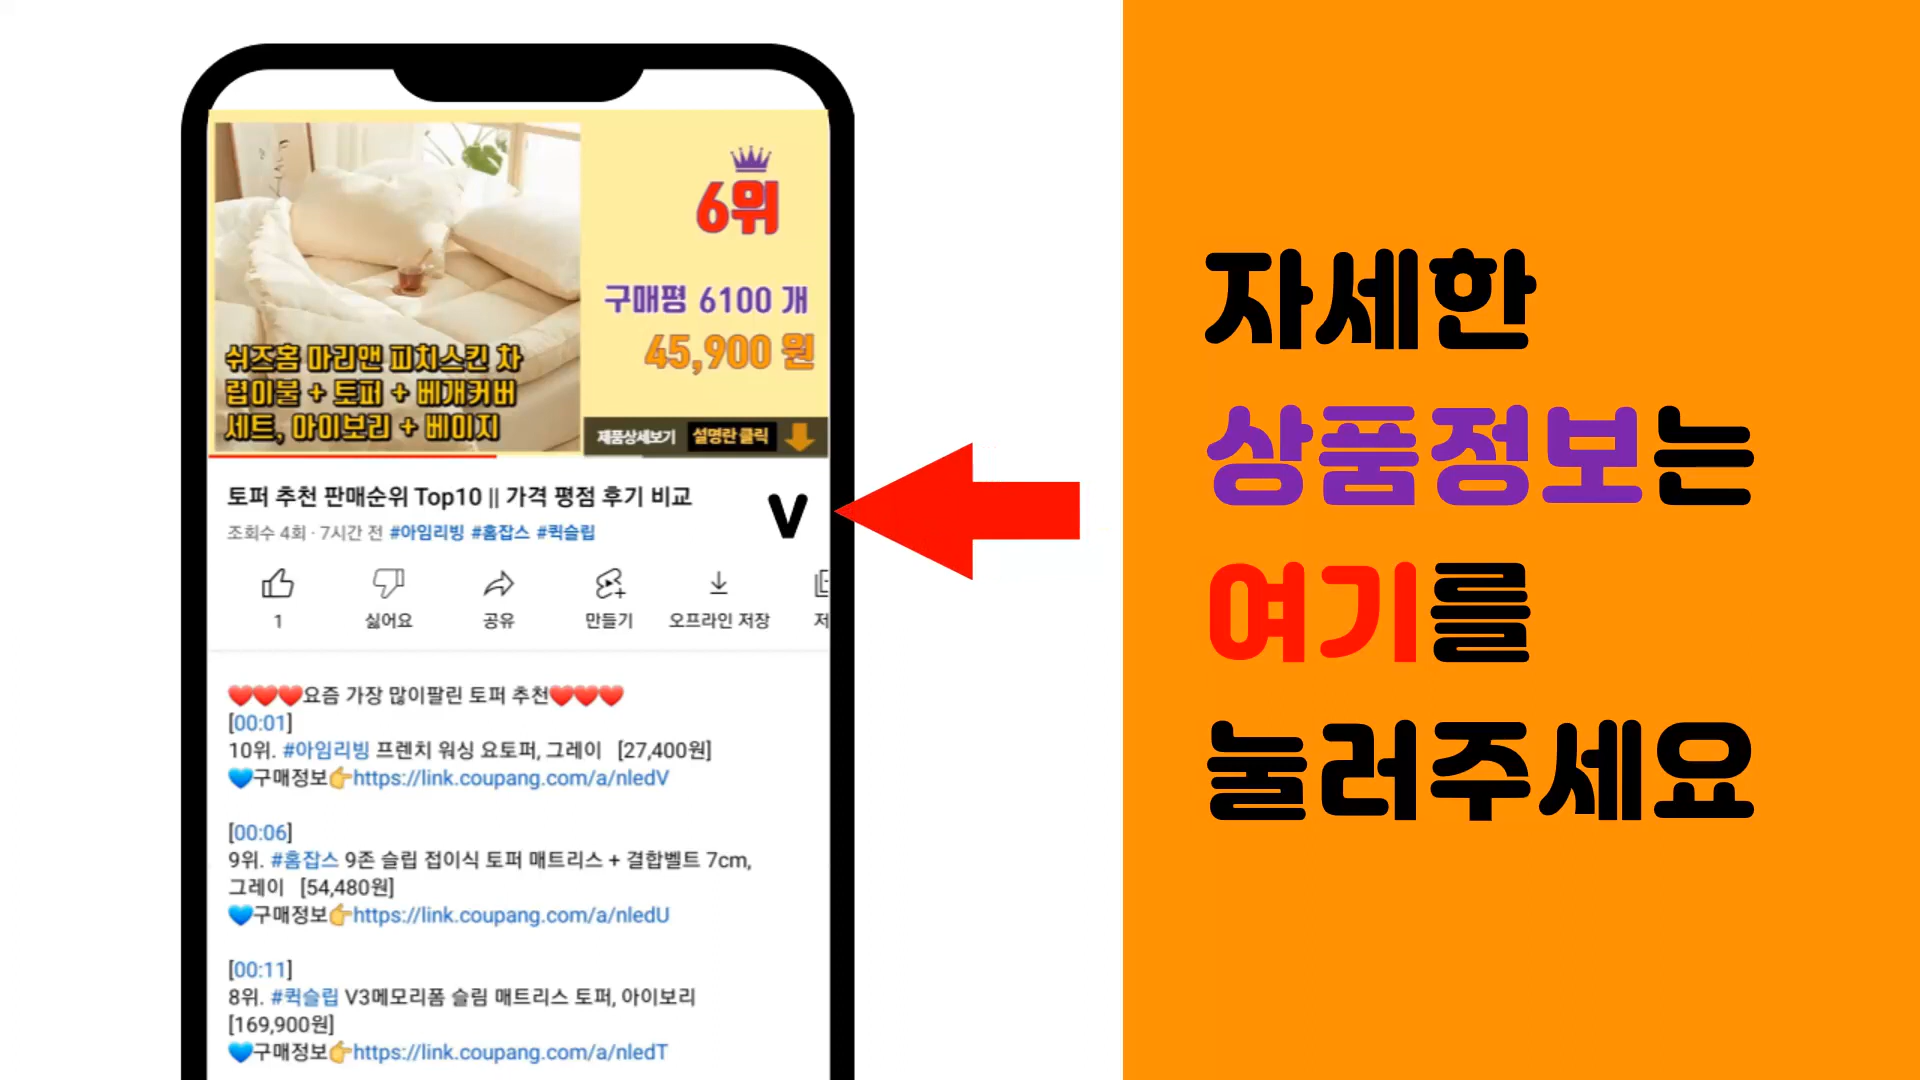 6위
구매평 6100 개
45,900 원
쉬즈홈 마리앤 피치스킨 차
렵이불 + 토퍼 + 베개커버
세트, 아이보리 + 베이지
제품상세보기 설명란 클릭
토퍼 추천 판매순위 Top10 || 가격 평점 후기 비교
V
조회수 4회 · 7시간 전 #아임리빙 #홈잡스 #퀵슬립
1 싫어요 공유 만들기 오프라인 저장 저
❤️❤️❤️요즘 가장 많이팔린 토퍼 추천❤️❤️❤️
[00:01]
10위. #아임리빙 프렌치 워싱 요토퍼, 그레이 [27,400원]
💙구매정보👉https://link.coupang.com/a/nledV
[00:06]
9위. #홈잡스 9존 슬립 접이식 토퍼 매트리스 + 결합벨트 7cm,
그레이 [54,480원]
💙구매정보👉https://link.coupang.com/a/nledU
[00:11]
8위. #퀵슬립 V3메모리폼 슬림 매트리스 토퍼, 아이보리
[169,900원]
💙구매정보👉https://link.coupang.com/a/nledT
자세한
상품정보는
여기를
눌러주세요